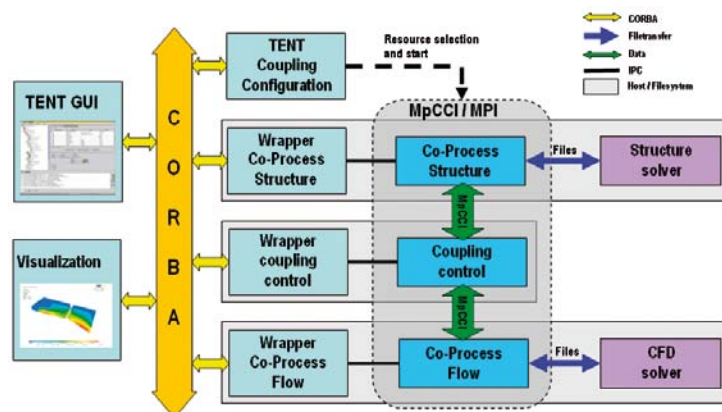 CORBA
Filetransfer
Data
IPC
Host / Filesystem
TENT
Coupling
Configuration
Resource selection
and start
TENT GUI
C
O
R
B
A
MpCCI / MPI
Wrapper
Co-Process
Structure
Co-Process
Structure
Files
Structure
solver
MpCCI
Visualization
Wrapper
coupling
control
Coupling
control
MpCCI
Wrapper
Co-Process
Flow
Co-Process
Flow
Files
CFD
solver